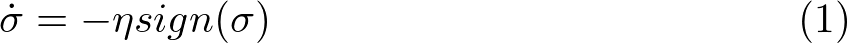 σ̇ = −ηsign(σ) (1)